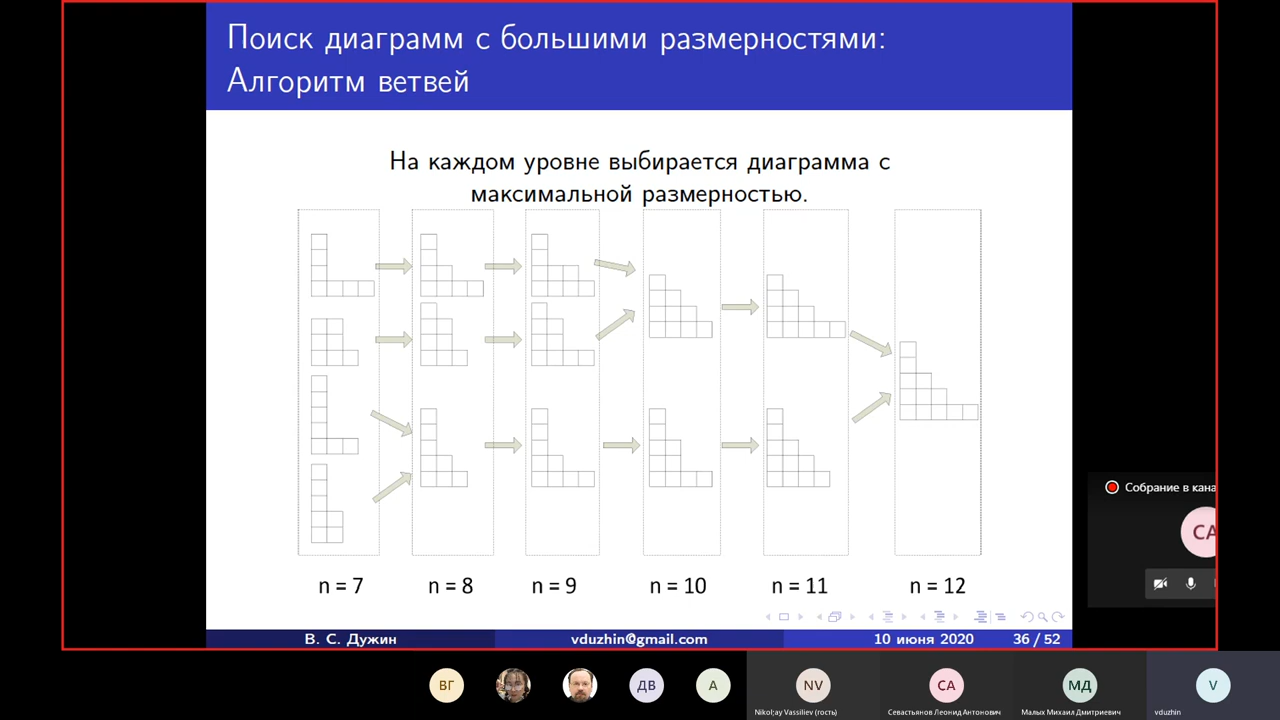 Поиск диаграмм с большими размерностями:
Алгоритм ветвей
На каждом уровне выбирается диаграмма с
максимальной размерностью.
n = 7 n = 8 n = 9 n = 10 n = 11 n = 12
В. С. Дужин vduzhin@gmail.com 10 июня 2020 36 / 52
Собрание в кана
СА
ВГ ДВ А NV СА МД V
Nikol;ay Vassiliev (гость) Севастьянов Леонид Антонович Малых Михаил Дмитриевич vduzhin